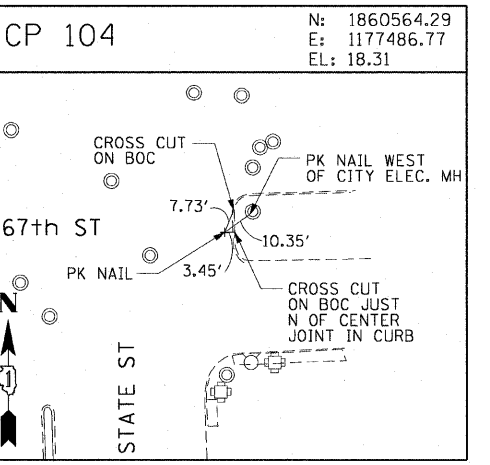 CP 104
N: 1860564.29
E: 1177486.77
EL: 18.31
CROSS CUT
ON BOC
PK NAIL WEST
OF CITY ELEC. MH
7.73'
67th ST
10.35'
PK NAIL
3.45'
CROSS CUT
ON BOC JUST
N OF CENTER
JOINT IN CURB
N
STATE ST